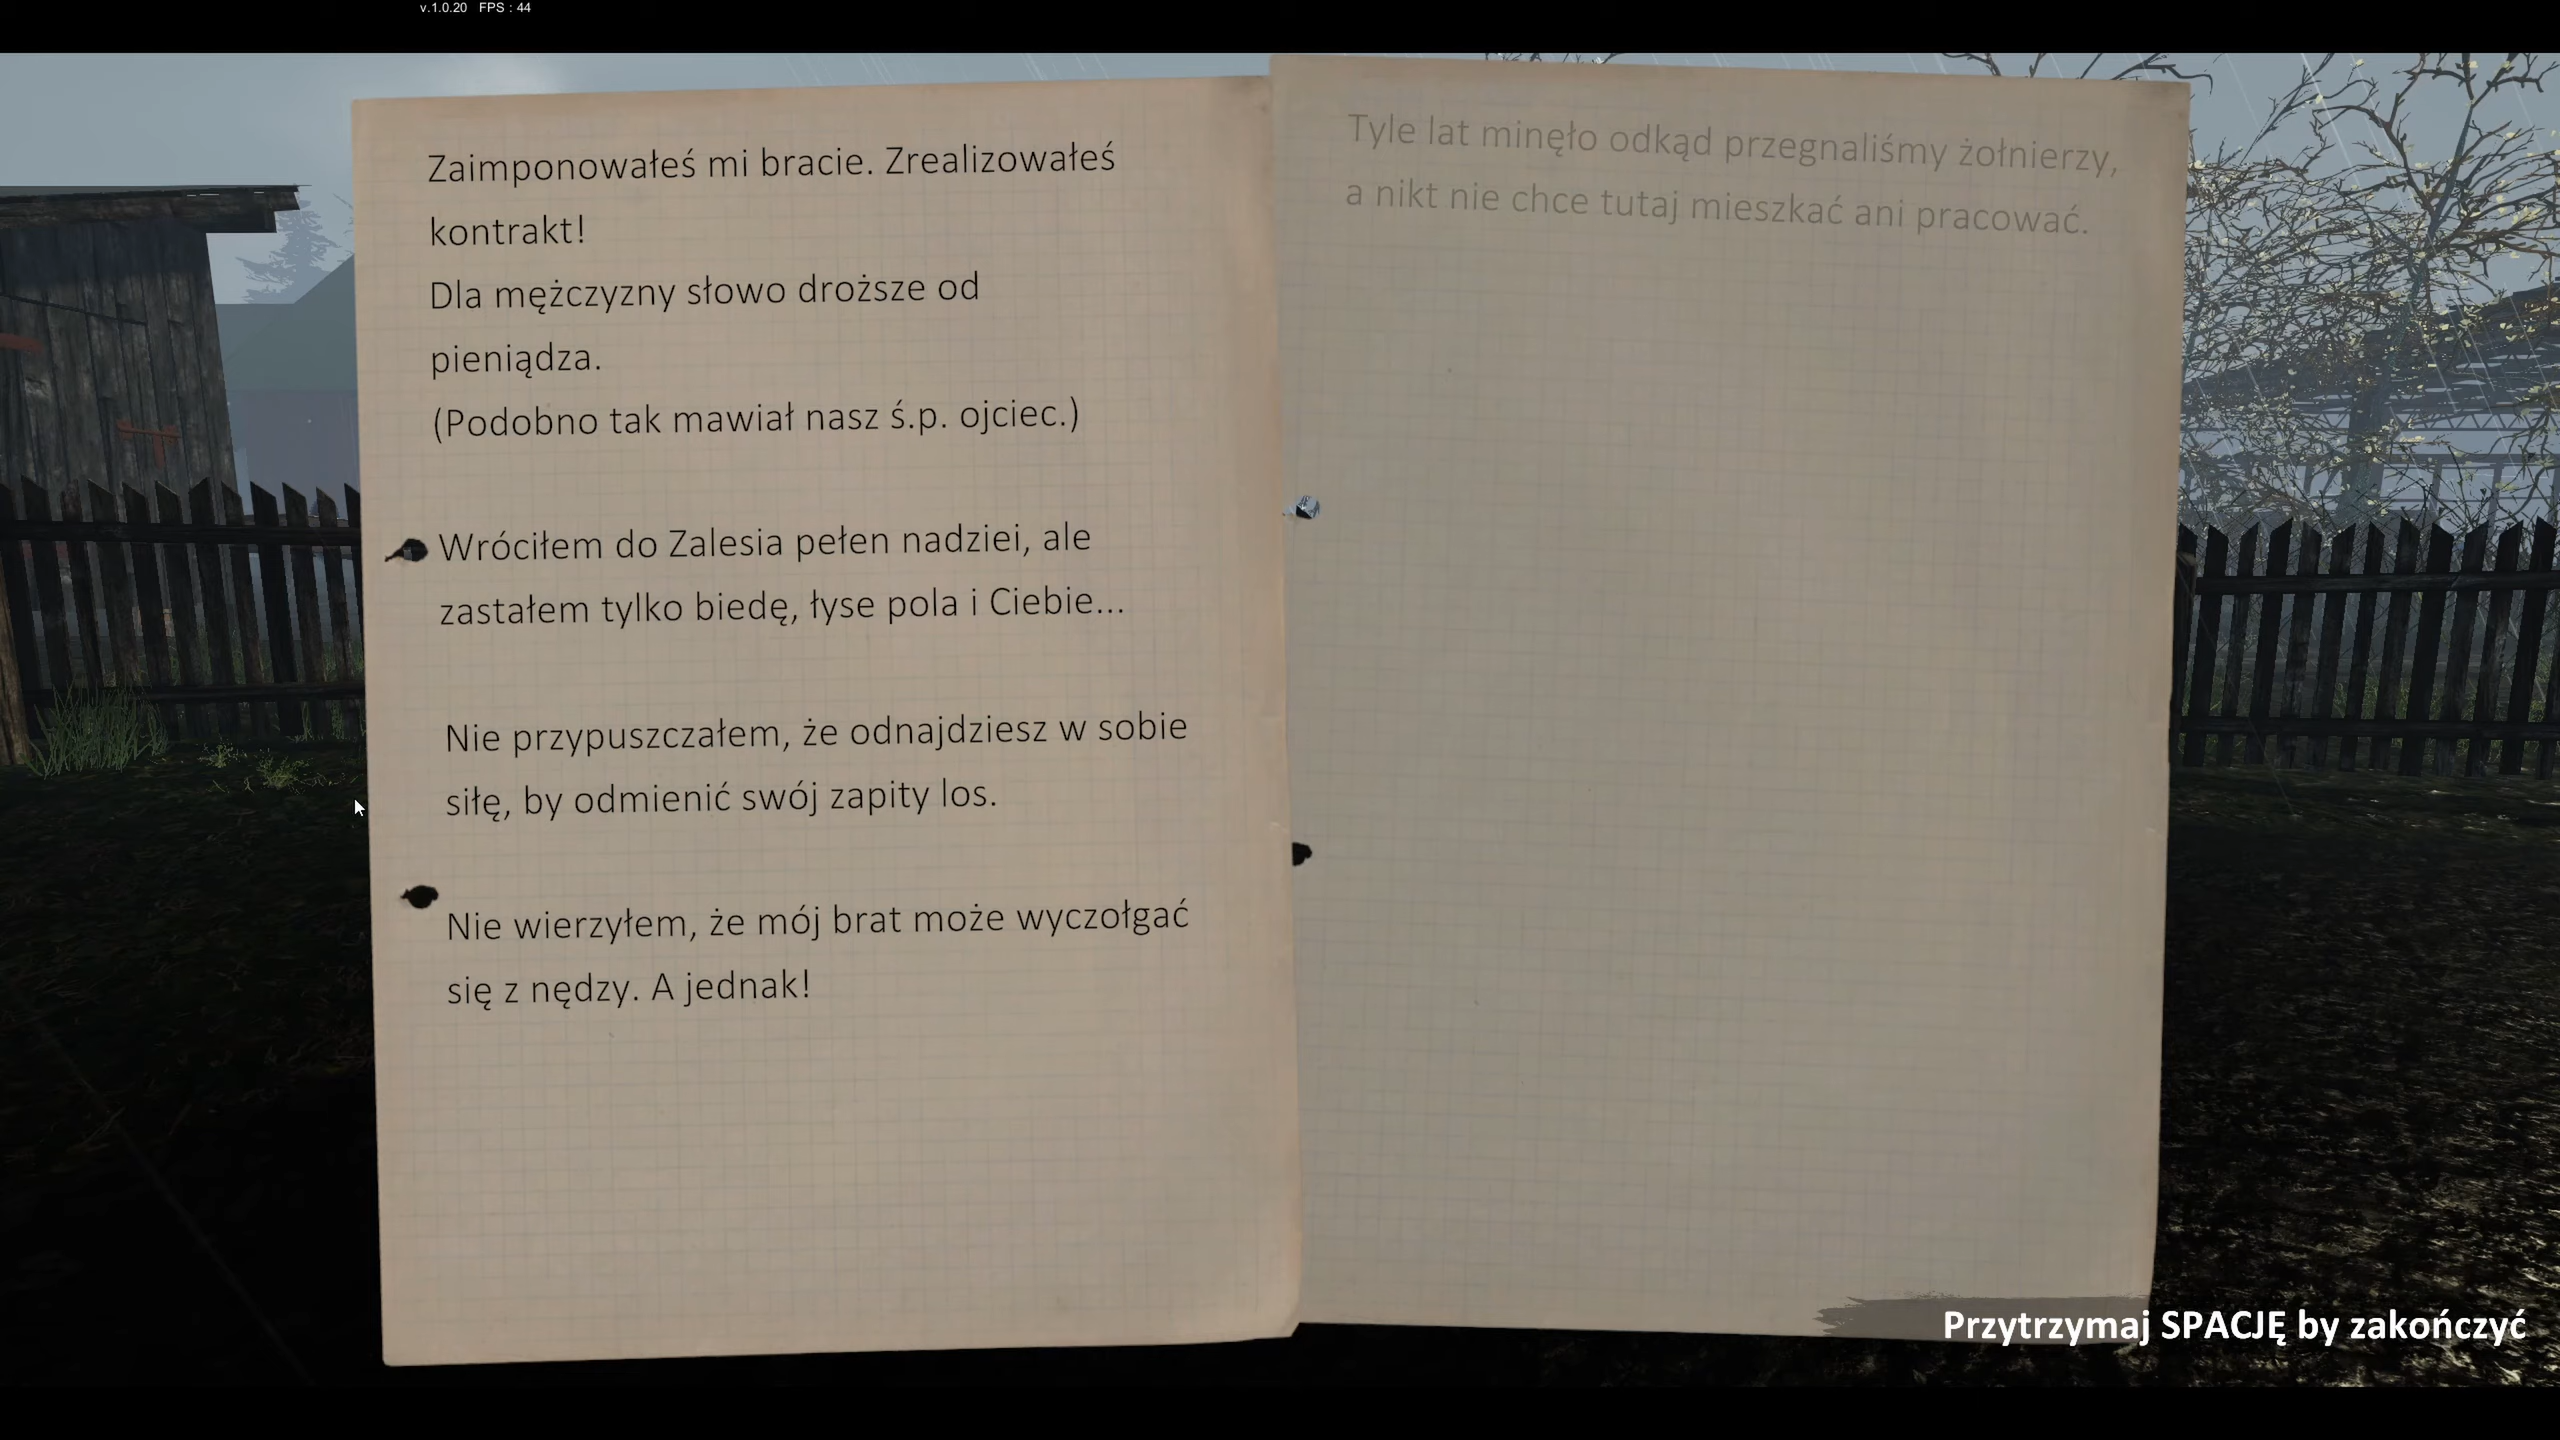 v.1.0.20 FPS : 44
Zaimponowałeś mi bracie. Zrealizowałeś
kontrakt!
Dla mężczyzny słowo droższe od
pieniądza.
(Podobno tak mawiał nasz ś.p. ojciec.)
Wróciłem do Zalesia pełen nadziei, ale
zastałem tylko biedę, łyse pola i Ciebie...
Nie przypuszczałem, że odnajdziesz w sobie
siłę, by odmienić swój zapity los.
Nie wierzyłem, że mój brat może wyczołgać
się z nędzy. A jednak!
Tyle lat minęło odkąd przegnaliśmy żołnierzy,
a nikt nie chce tutaj mieszkać ani pracować.
Przytrzymaj SPACJĘ by zakończyć